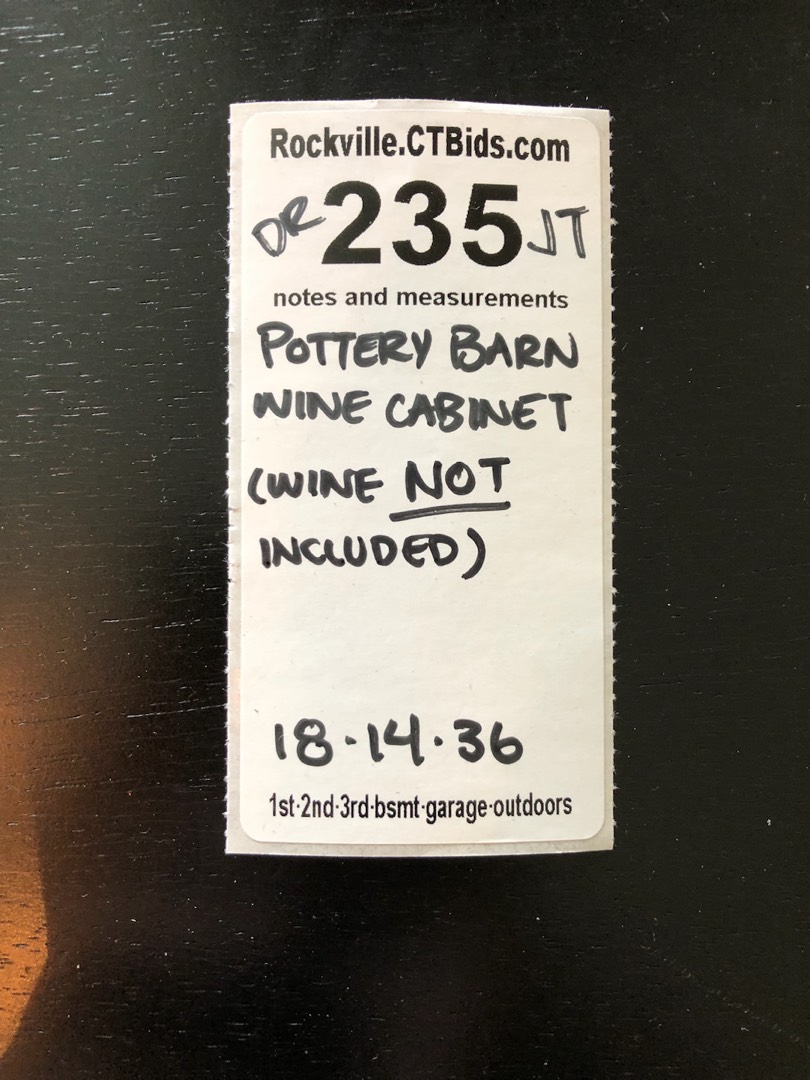 Rockville.CTBids.com
DR 235 JT
notes and measurements
POTTERY BARN
WINE CABINET
(WINE NOT
INCLUDED)
18·14·36
1st·2nd·3rd·bsmt·garage·outdoors